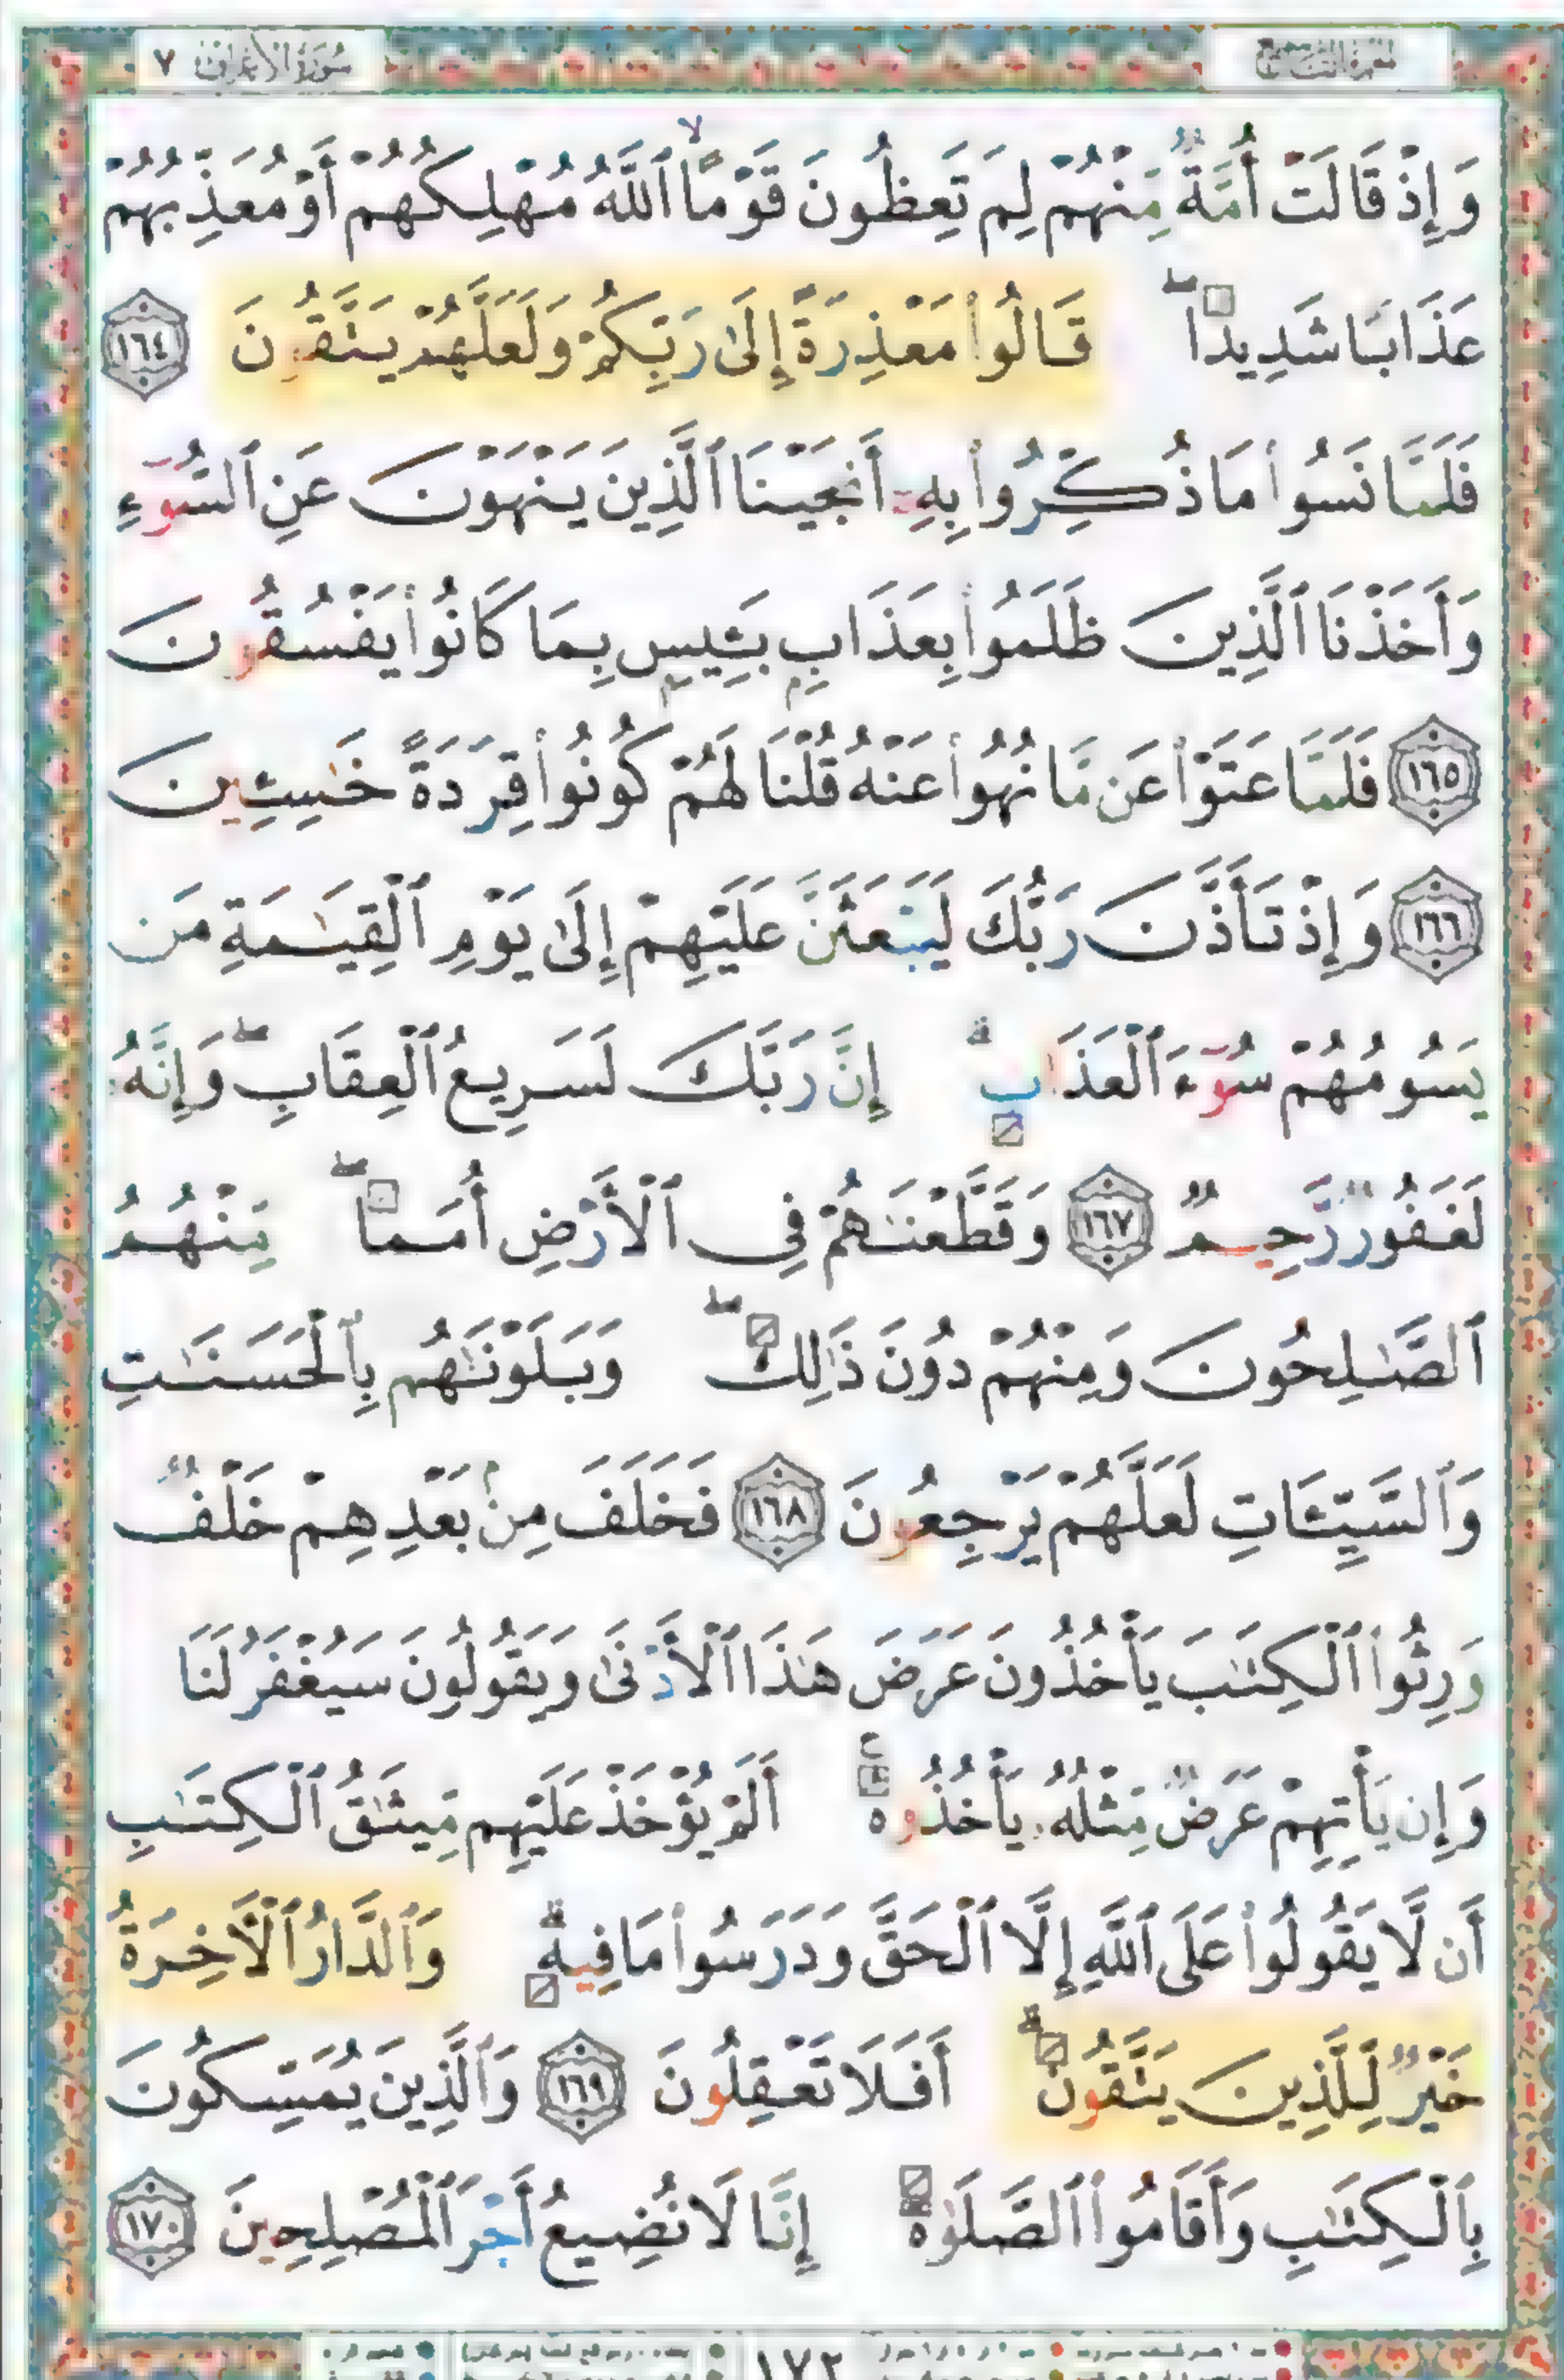 سُورَةُ الْأَعْرَافِ ٧
وَإِذْ قَالَتْ أُمَّةٌ مِّنْهُمْ لِمَ تَعِظُونَ قَوْمًا ۙ ٱللَّهُ مُهْلِكُهُمْ أَوْ مُعَذِّبُهُمْ
عَذَابًا شَدِيدًا ۖ قَالُوا۟ مَعْذِرَةً إِلَىٰ رَبِّكُمْ وَلَعَلَّهُمْ يَتَّقُونَ ١٦٤
فَلَمَّا نَسُوا۟ مَا ذُكِّرُوا۟ بِهِۦٓ أَنجَيْنَا ٱلَّذِينَ يَنْهَوْنَ عَنِ ٱلسُّوٓءِ
وَأَخَذْنَا ٱلَّذِينَ ظَلَمُوا۟ بِعَذَابٍۭ بَـِٔيسٍۭ بِمَا كَانُوا۟ يَفْسُقُونَ
١٦٥ فَلَمَّا عَتَوْا۟ عَن مَّا نُهُوا۟ عَنْهُ قُلْنَا لَهُمْ كُونُوا۟ قِرَدَةً خَـٰسِـِٔينَ
١٦٦ وَإِذْ تَأَذَّنَ رَبُّكَ لَيَبْعَثَنَّ عَلَيْهِمْ إِلَىٰ يَوْمِ ٱلْقِيَـٰمَةِ مَن
يَسُومُهُمْ سُوٓءَ ٱلْعَذَابِ ۗ إِنَّ رَبَّكَ لَسَرِيعُ ٱلْعِقَابِ ۖ وَإِنَّهُۥ
لَغَفُورٌ رَّحِيمٌ ١٦٧ وَقَطَّعْنَـٰهُمْ فِى ٱلْأَرْضِ أُمَمًا ۖ مِّنْهُمُ
ٱلصَّـٰلِحُونَ وَمِنْهُمْ دُونَ ذَٰلِكَ ۖ وَبَلَوْنَـٰهُم بِٱلْحَسَنَـٰتِ
وَٱلسَّيِّـَٔاتِ لَعَلَّهُمْ يَرْجِعُونَ ١٦٨ فَخَلَفَ مِنۢ بَعْدِهِمْ خَلْفٌ
وَرِثُوا۟ ٱلْكِتَـٰبَ يَأْخُذُونَ عَرَضَ هَـٰذَا ٱلْأَدْنَىٰ وَيَقُولُونَ سَيُغْفَرُ لَنَا
وَإِن يَأْتِهِمْ عَرَضٌ مِّثْلُهُۥ يَأْخُذُوهُ ۚ أَلَمْ يُؤْخَذْ عَلَيْهِم مِّيثَـٰقُ ٱلْكِتَـٰبِ
أَن لَّا يَقُولُوا۟ عَلَى ٱللَّهِ إِلَّا ٱلْحَقَّ وَدَرَسُوا۟ مَا فِيهِ ۗ وَٱلدَّارُ ٱلْـَٔاخِرَةُ
خَيْرٌ لِّلَّذِينَ يَتَّقُونَ ۗ أَفَلَا تَعْقِلُونَ ١٦٩ وَٱلَّذِينَ يُمَسِّكُونَ
بِٱلْكِتَـٰبِ وَأَقَامُوا۟ ٱلصَّلَوٰةَ إِنَّا لَا نُضِيعُ أَجْرَ ٱلْمُصْلِحِينَ ١٧٠
١٧٢